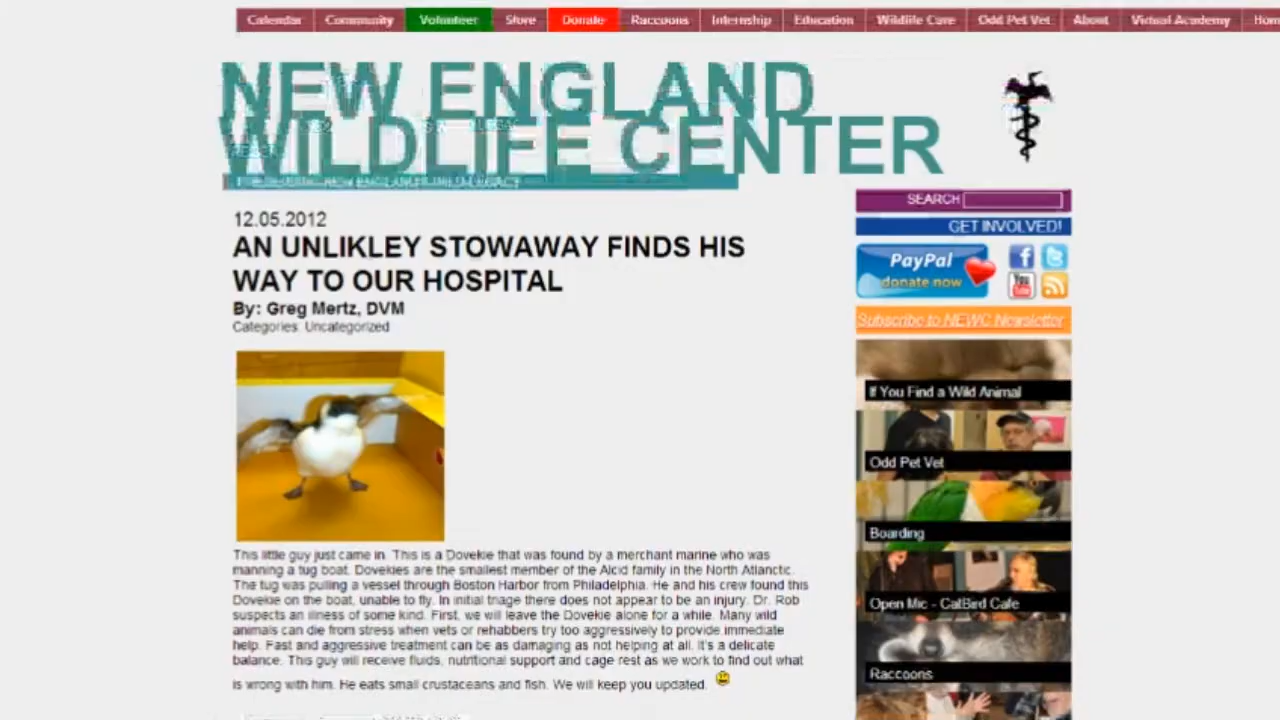 Calendar Community Volunteer Store Donate Raccoons Internship Education Wildlife Care Odd Pet Vet About Virtual Academy
NEW ENGLAND
WILDLIFE CENTER
SEARCH
GET INVOLVED!
PayPal
donate now
You
Subscribe to NEWC Newsletter
If You Find a Wild Animal
Odd Pet Vet
Boarding
Open Mic - CatBird Cafe
Raccoons
12.05.2012
AN UNLIKLEY STOWAWAY FINDS HIS
WAY TO OUR HOSPITAL
By: Greg Mertz, DVM
Categories: Uncategorized
This little guy just came in. This is a Dovekie that was found by a merchant marine who was
manning a tug boat. Dovekies are the smallest member of the Alcid family in the North Atlantic.
The tug was pulling a vessel through Boston Harbor from Philadelphia. He and his crew found this
Dovekie on the boat, unable to fly. In initial triage there does not appear to be an injury. Dr. Rob
suspects an illness of some kind. First, we will leave the Dovekie alone for a while. Many wild
animals can die from stress when vets or rehabbers try too aggressively to provide immediate
help. Fast and aggressive treatment can be as damaging as not helping at all. It's a delicate
balance. This guy will receive fluids, nutritional support and cage rest as we work to find out what
is wrong with him. He eats small crustaceans and fish. We will keep you updated.